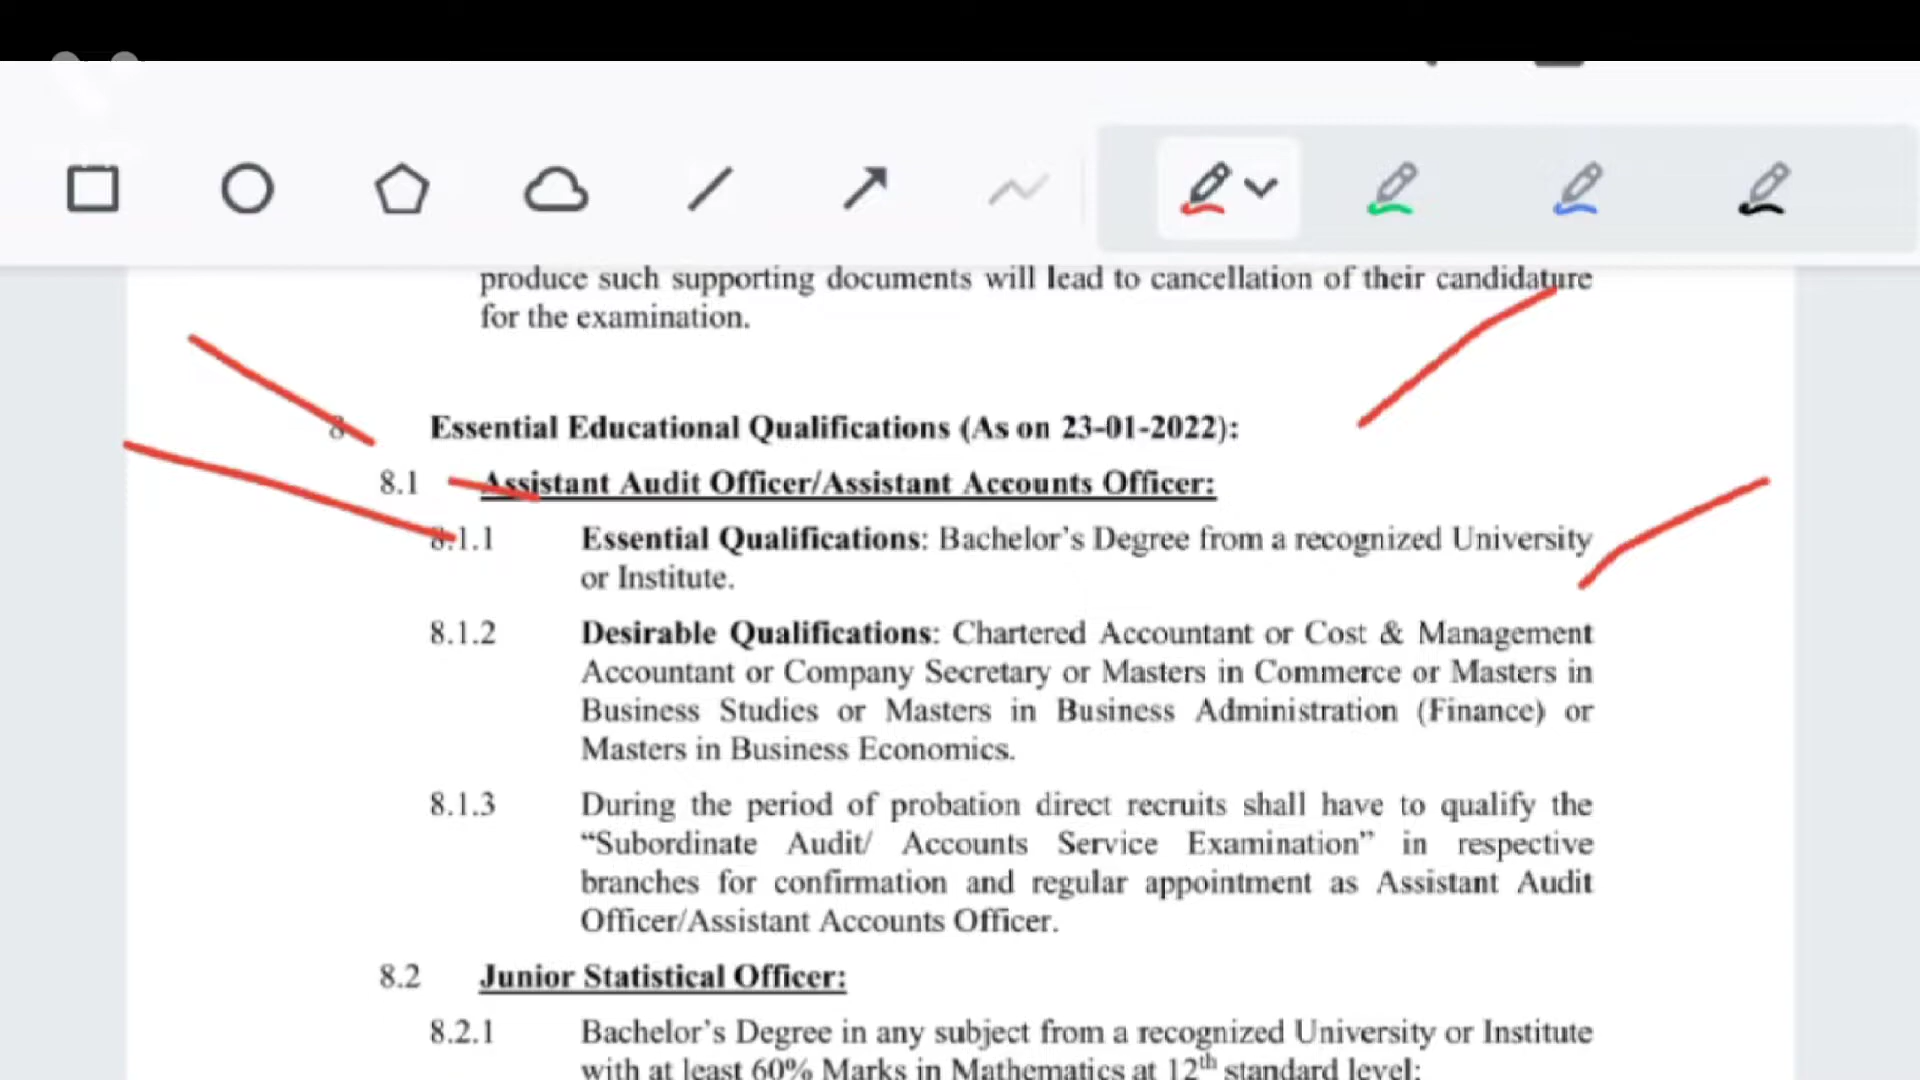 produce such supporting documents will lead to cancellation of their candidature
for the examination.
8 Essential Educational Qualifications (As on 23-01-2022):
8.1 Assistant Audit Officer/Assistant Accounts Officer:
8.1.1 Essential Qualifications: Bachelor’s Degree from a recognized University
or Institute.
8.1.2 Desirable Qualifications: Chartered Accountant or Cost & Management
Accountant or Company Secretary or Masters in Commerce or Masters in
Business Studies or Masters in Business Administration (Finance) or
Masters in Business Economics.
8.1.3 During the period of probation direct recruits shall have to qualify the
“Subordinate Audit/ Accounts Service Examination” in respective
branches for confirmation and regular appointment as Assistant Audit
Officer/Assistant Accounts Officer.
8.2 Junior Statistical Officer:
8.2.1 Bachelor’s Degree in any subject from a recognized University or Institute
with at least 60% Marks in Mathematics at 12th standard level;